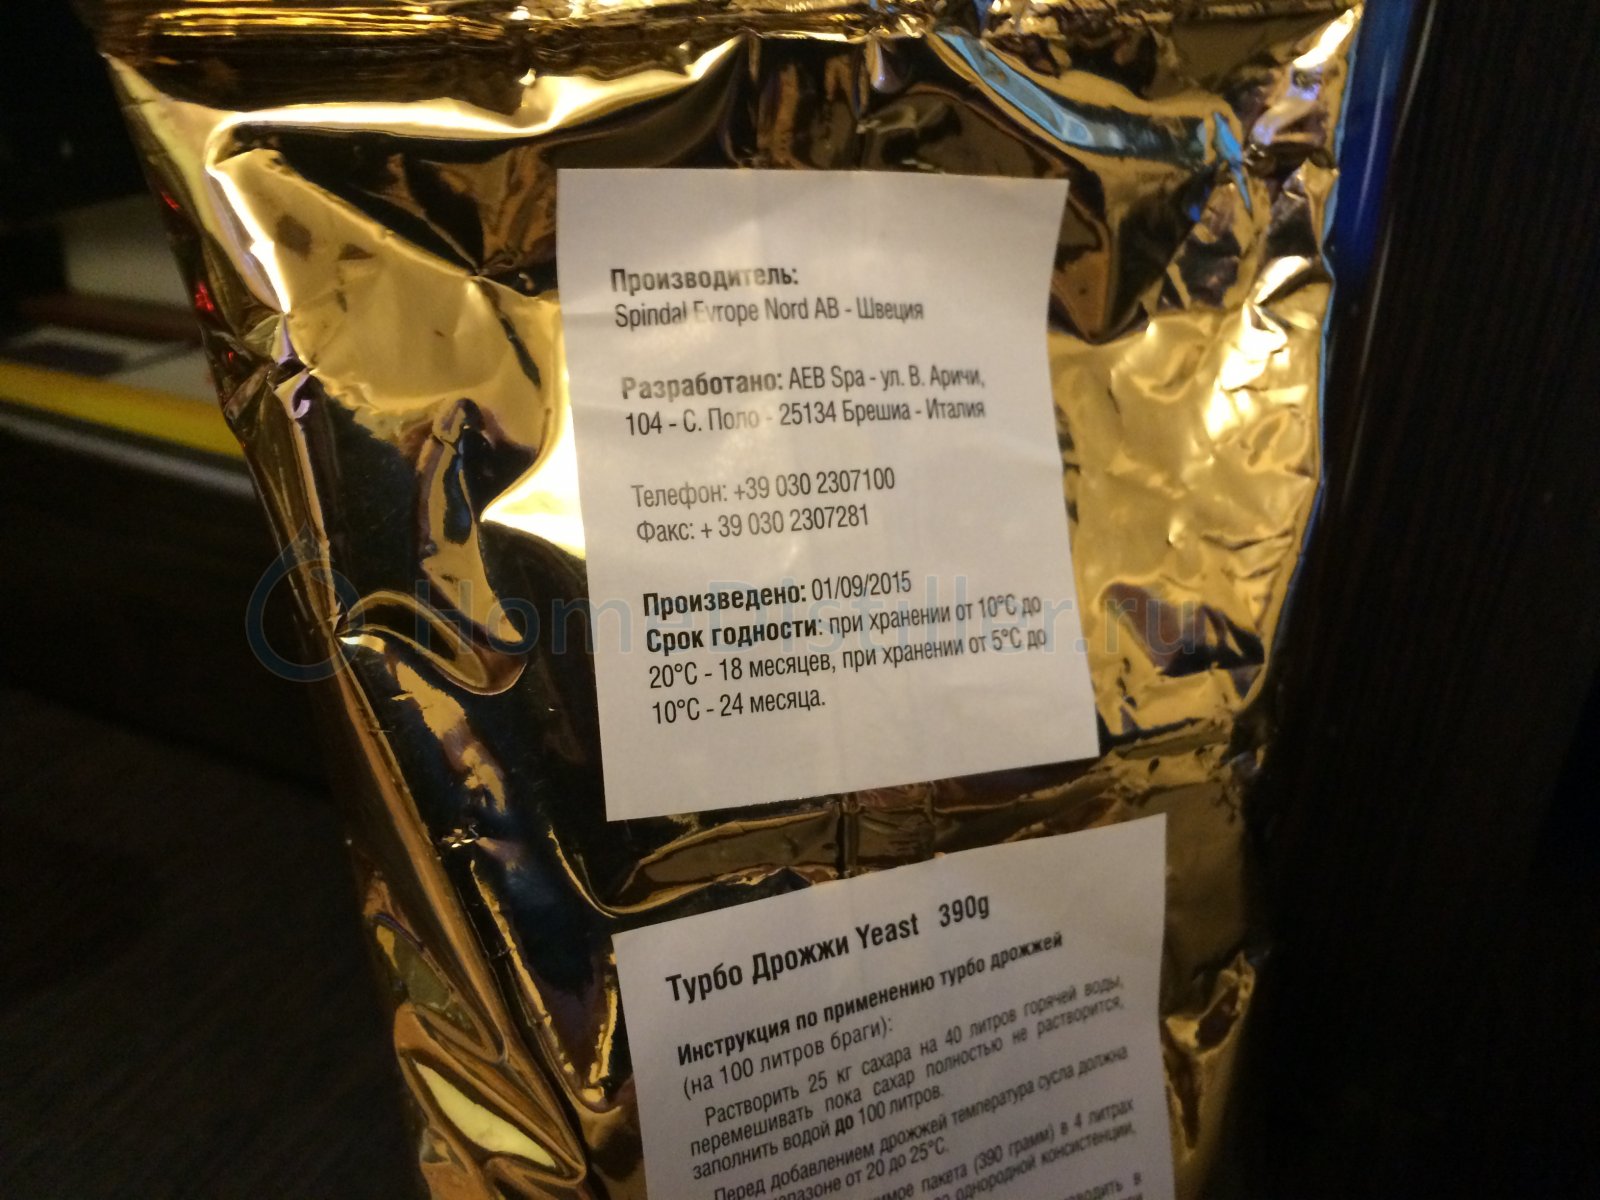 Производитель:
Spindal Evrope Nord AB - Швеция
Разработано: AEB Spa - ул. В. Аричи,
104 - С. Поло - 25134 Брешиа - Италия
Телефон: +39 030 2307100
Факс: + 39 030 2307281
Произведено: 01/09/2015
Срок годности: при хранении от 10°C до
20°C - 18 месяцев, при хранении от 5°C до
10°C - 24 месяца.
HomeDistiller.ru
Турбо Дрожжи Yeast 390g
Инструкция по применению турбо дрожжей
(на 100 литров браги):
Растворить 25 кг сахара на 40 литров горячей воды,
перемешивать пока сахар полностью не растворится,
заполнить водой до 100 литров.
Перед добавлением дрожжей температура сусла должна
от 20 до 25°C.
пакета (390 грамм) в 4 литрах
однородной консистенции,